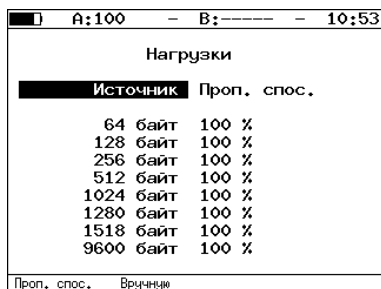 A:100 – B:----- – 10:53
Нагрузки
Источник Проп. спос.
64 байт 100 %
128 байт 100 %
256 байт 100 %
512 байт 100 %
1024 байт 100 %
1280 байт 100 %
1518 байт 100 %
9600 байт 100 %
Проп. спос. Вручную